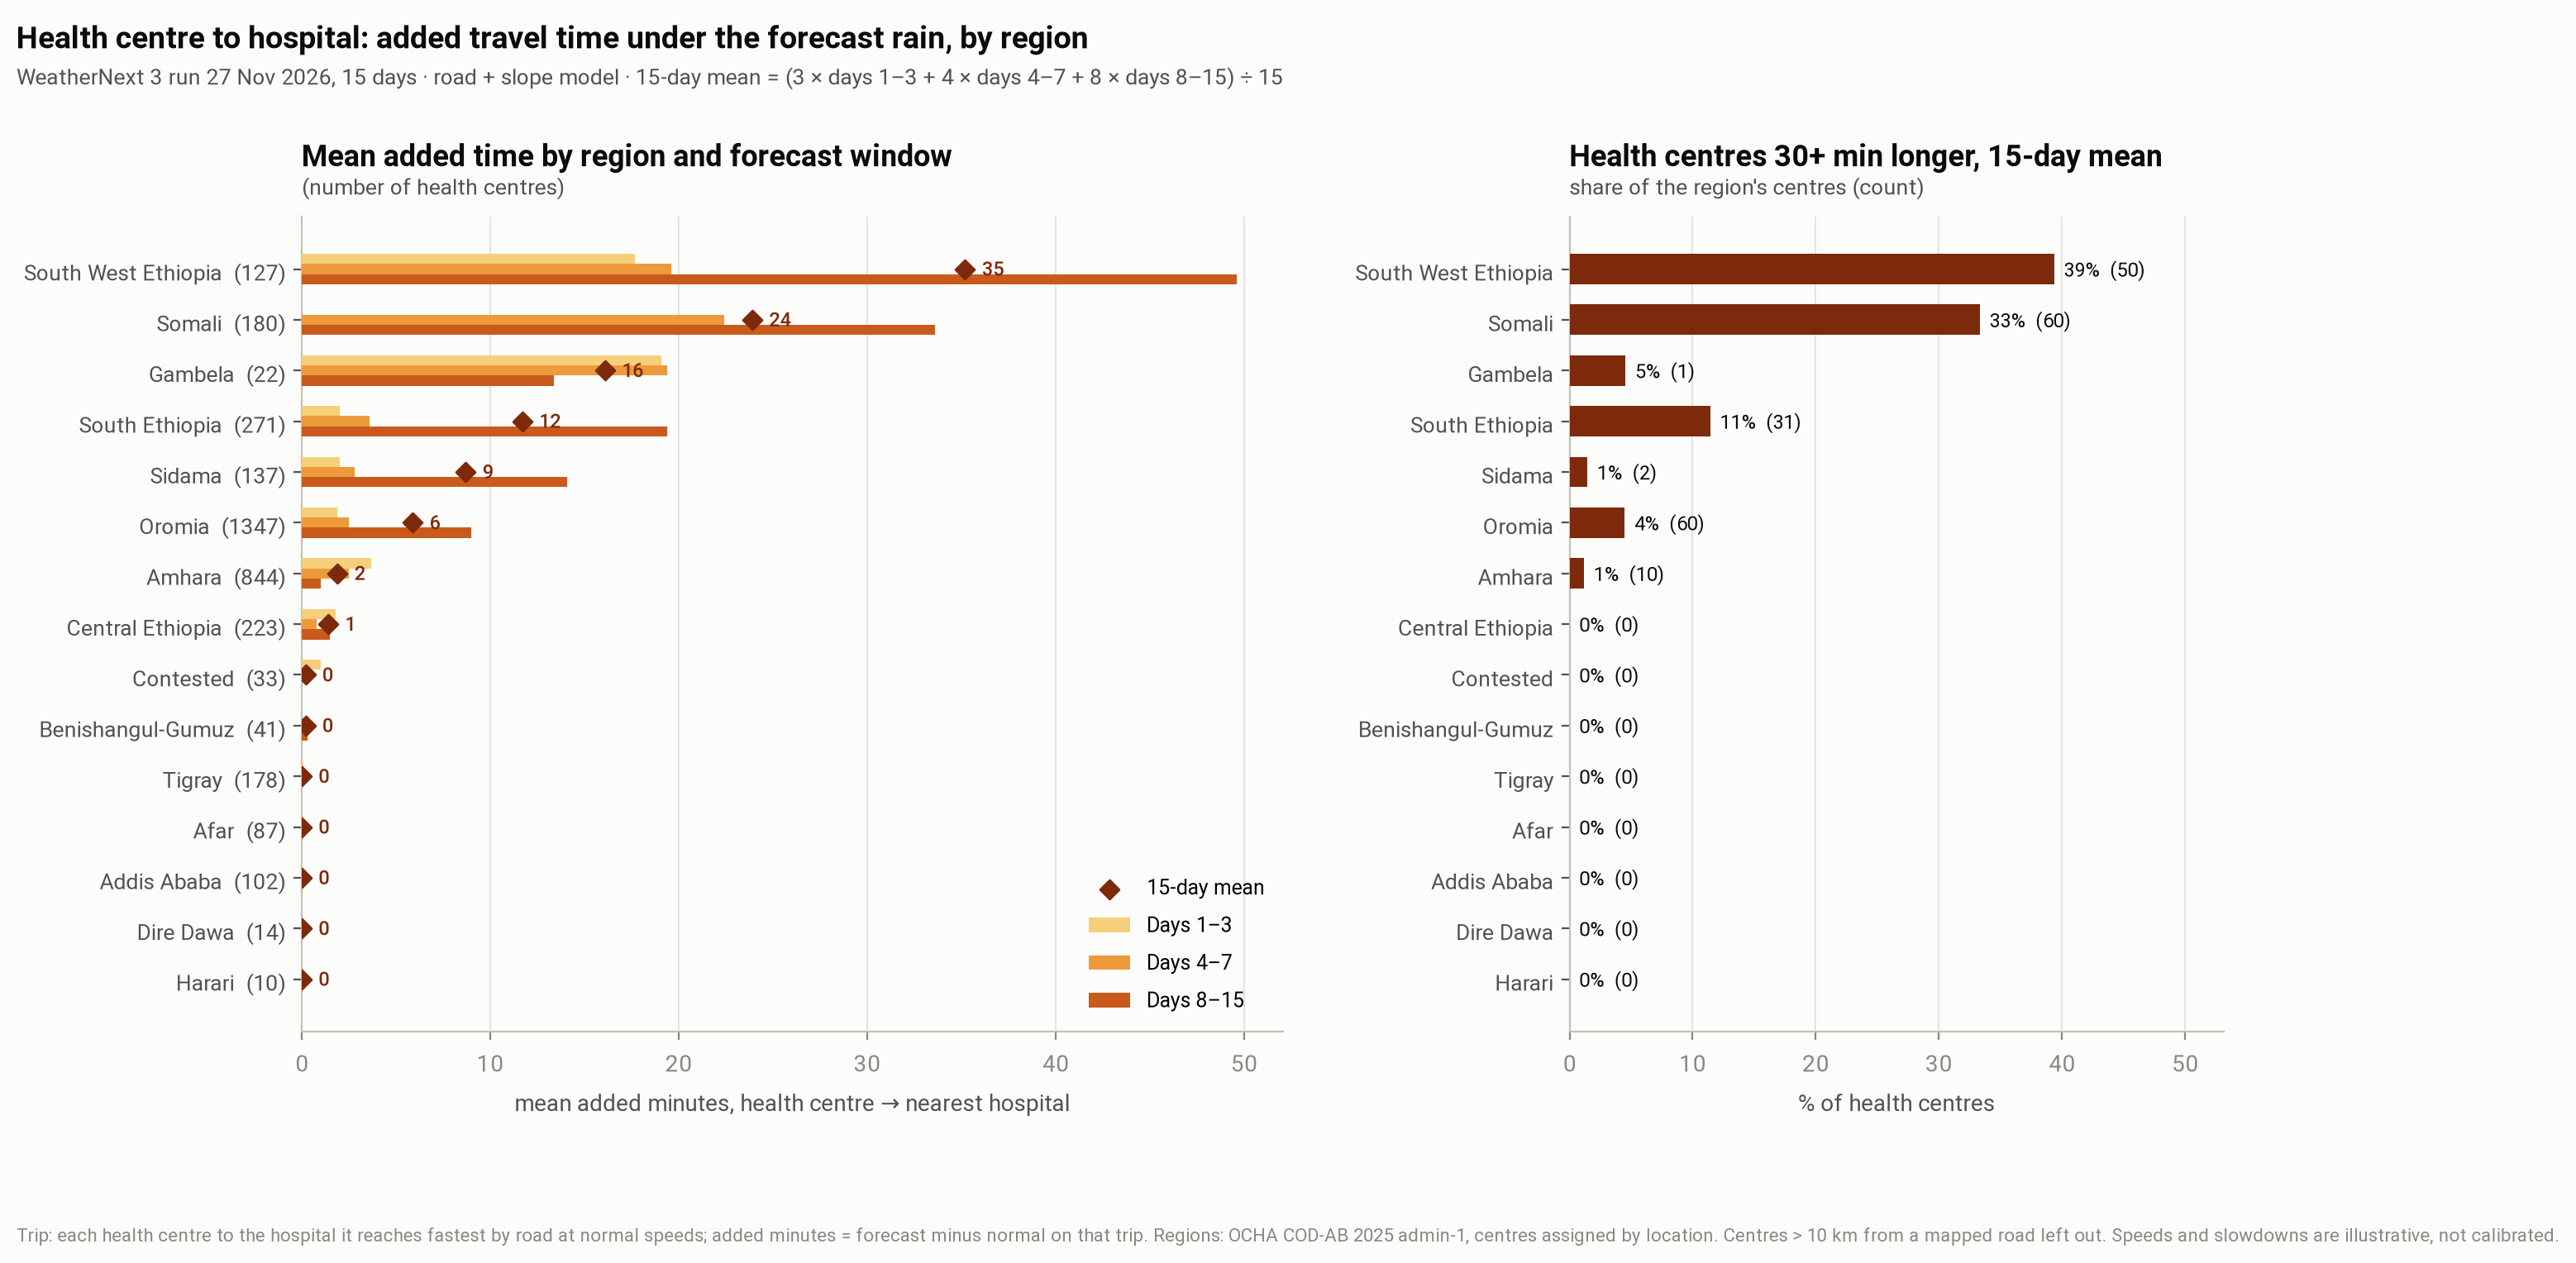 Health centre to hospital: added travel time under the forecast rain, by region
WeatherNext 3 run 27 Nov 2026, 15 days · road + slope model · 15-day mean = (3 × days 1–3 + 4 × days 4–7 + 8 × days 8–15) ÷ 15
Mean added time by region and forecast window
(number of health centres)
South West Ethiopia (127)
35
Somali (180)
24
Gambela (22)
16
South Ethiopia (271)
12
Sidama (137)
9
Oromia (1347)
6
Amhara (844)
2
Central Ethiopia (223)
1
Contested (33)
0
Benishangul-Gumuz (41)
0
Tigray (178)
0
Afar (87)
0
Addis Ababa (102)
0
Dire Dawa (14)
0
Harari (10)
0
15-day mean
Days 1–3
Days 4–7
Days 8–15
0 10 20 30 40 50
mean added minutes, health centre → nearest hospital
Health centres 30+ min longer, 15-day mean
share of the region's centres (count)
South West Ethiopia 39% (50)
Somali 33% (60)
Gambela 5% (1)
South Ethiopia 11% (31)
Sidama 1% (2)
Oromia 4% (60)
Amhara 1% (10)
Central Ethiopia 0% (0)
Contested 0% (0)
Benishangul-Gumuz 0% (0)
Tigray 0% (0)
Afar 0% (0)
Addis Ababa 0% (0)
Dire Dawa 0% (0)
Harari 0% (0)
0 10 20 30 40 50
% of health centres
Trip: each health centre to the hospital it reaches fastest by road at normal speeds; added minutes = forecast minus normal on that trip. Regions: OCHA COD-AB 2025 admin-1, centres assigned by location. Centres > 10 km from a mapped road left out. Speeds and slowdowns are illustrative, not calibrated.